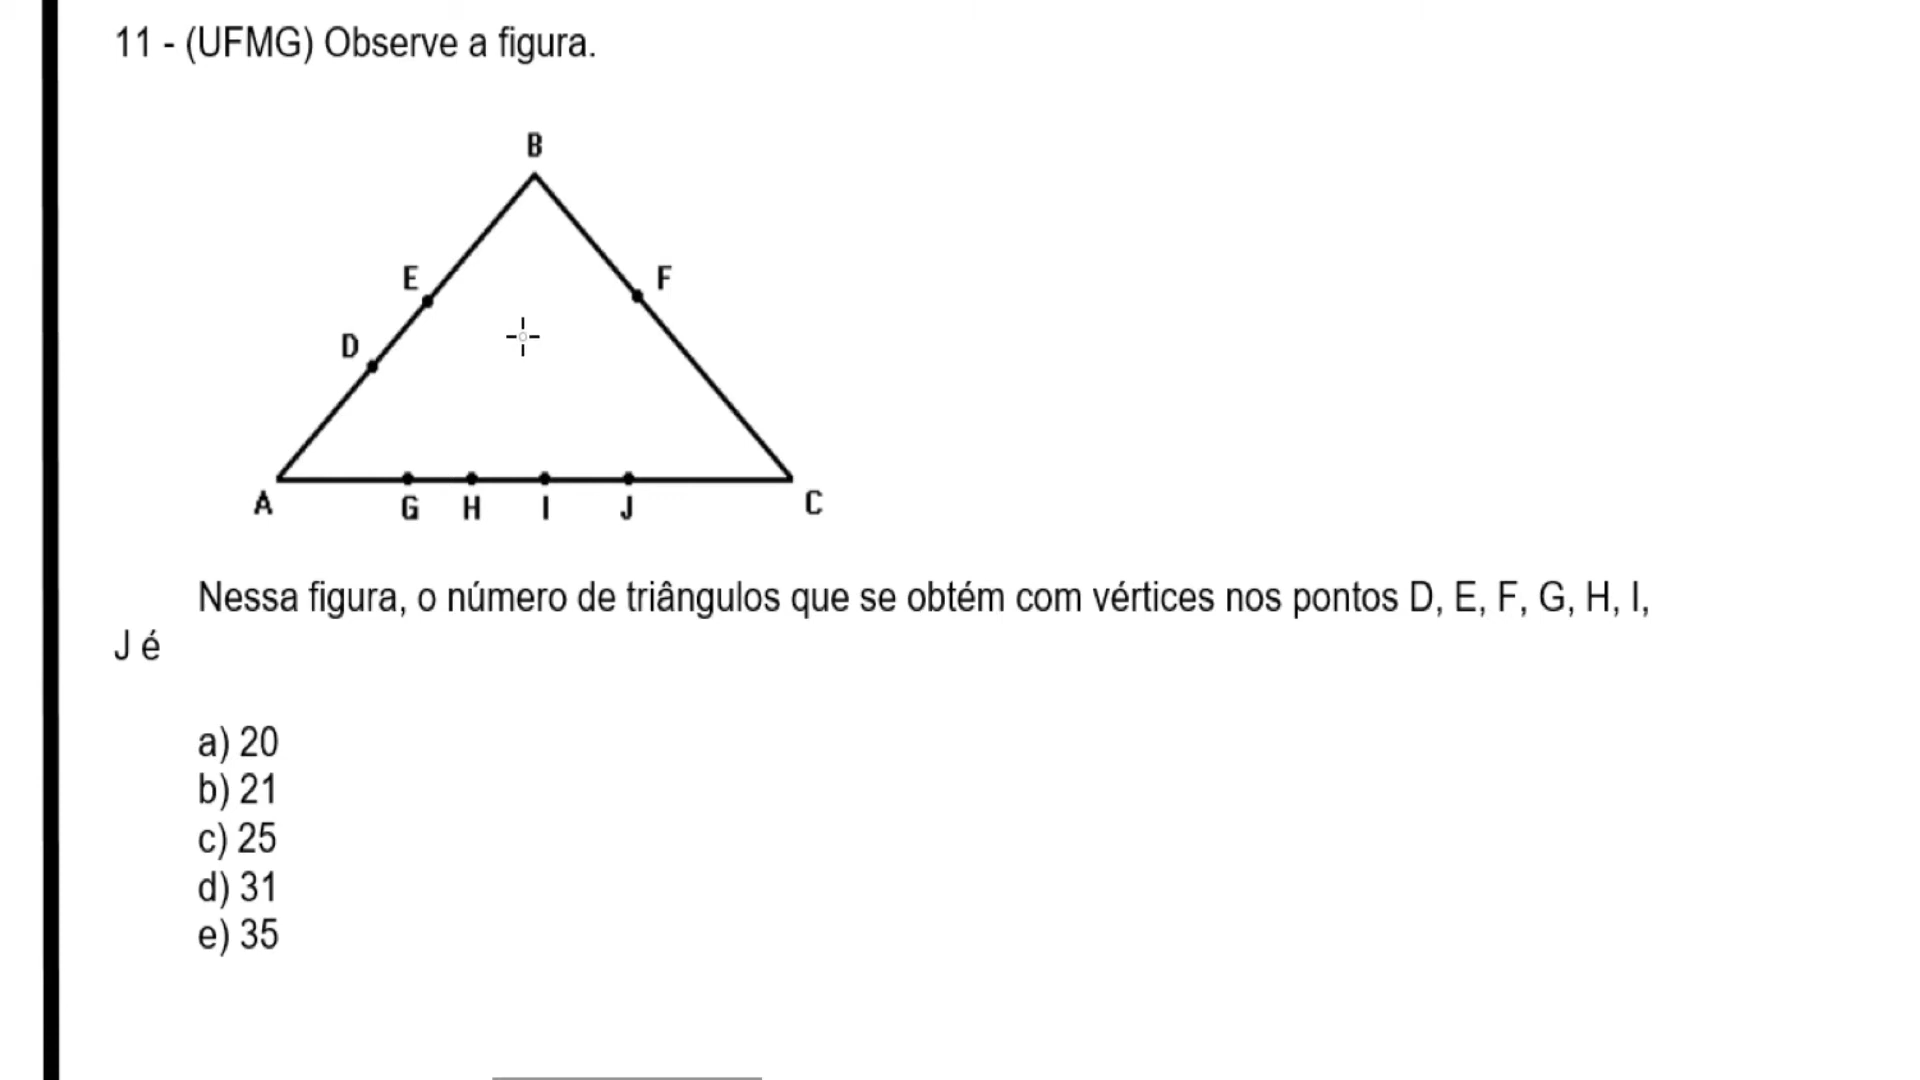 11 - (UFMG) Observe a figura.
B
E
F
D
A
G H I J
C
Nessa figura, o número de triângulos que se obtém com vértices nos pontos D, E, F, G, H, I,
J é
a) 20
b) 21
c) 25
d) 31
e) 35